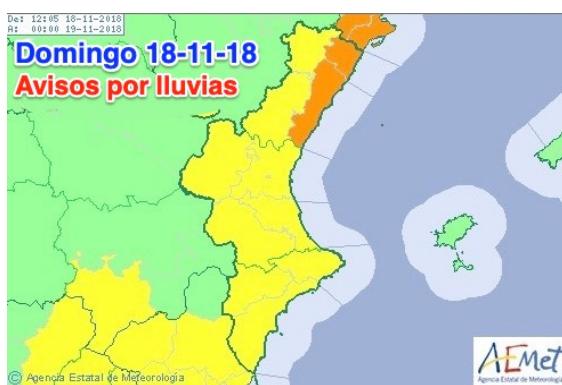 De: 12:05 18-11-2018
A: 00:00 19-11-2018
Domingo 18-11-18
Avisos por lluvias
© Agencia Estatal de Meteorología
AEMet
Agencia Estatal de Meteorología